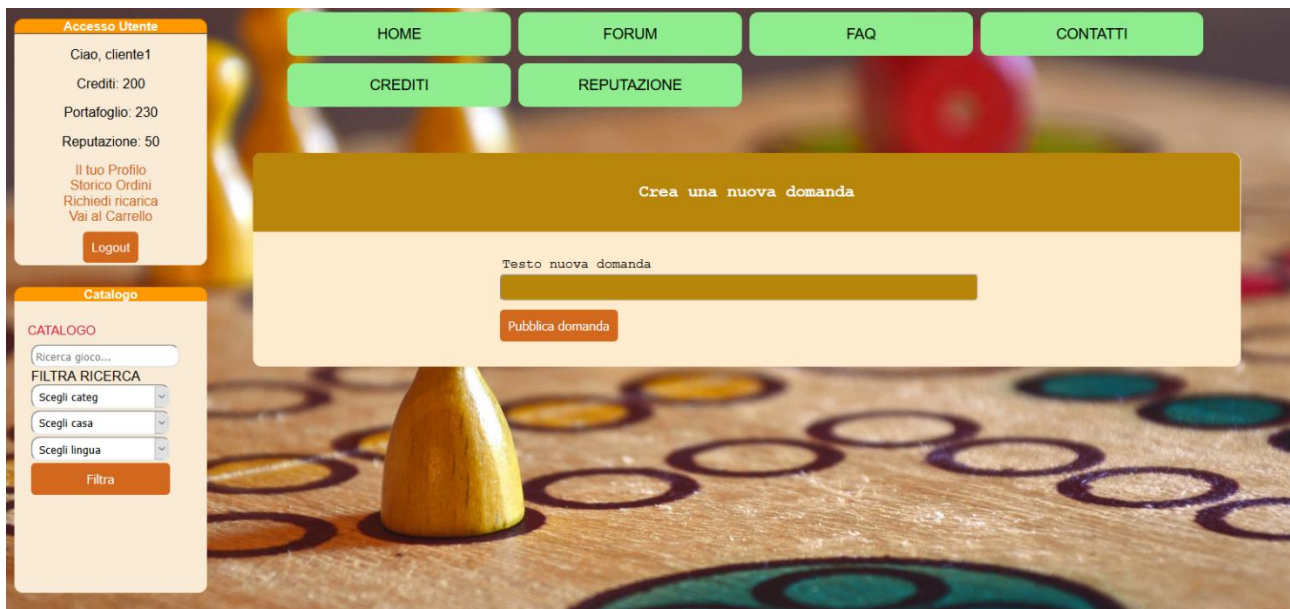 Accesso Utente
Ciao, cliente1
Crediti: 200
Portafoglio: 230
Reputazione: 50
Il tuo Profilo
Storico Ordini
Richiedi ricarica
Vai al Carrello
Logout
Catalogo
CATALOGO
Ricerca gioco...
FILTRA RICERCA
Scegli categ
Scegli casa
Scegli lingua
Filtra
HOME FORUM FAQ CONTATTI
CREDITI REPUTAZIONE
Crea una nuova domanda
Testo nuova domanda
Pubblica domanda